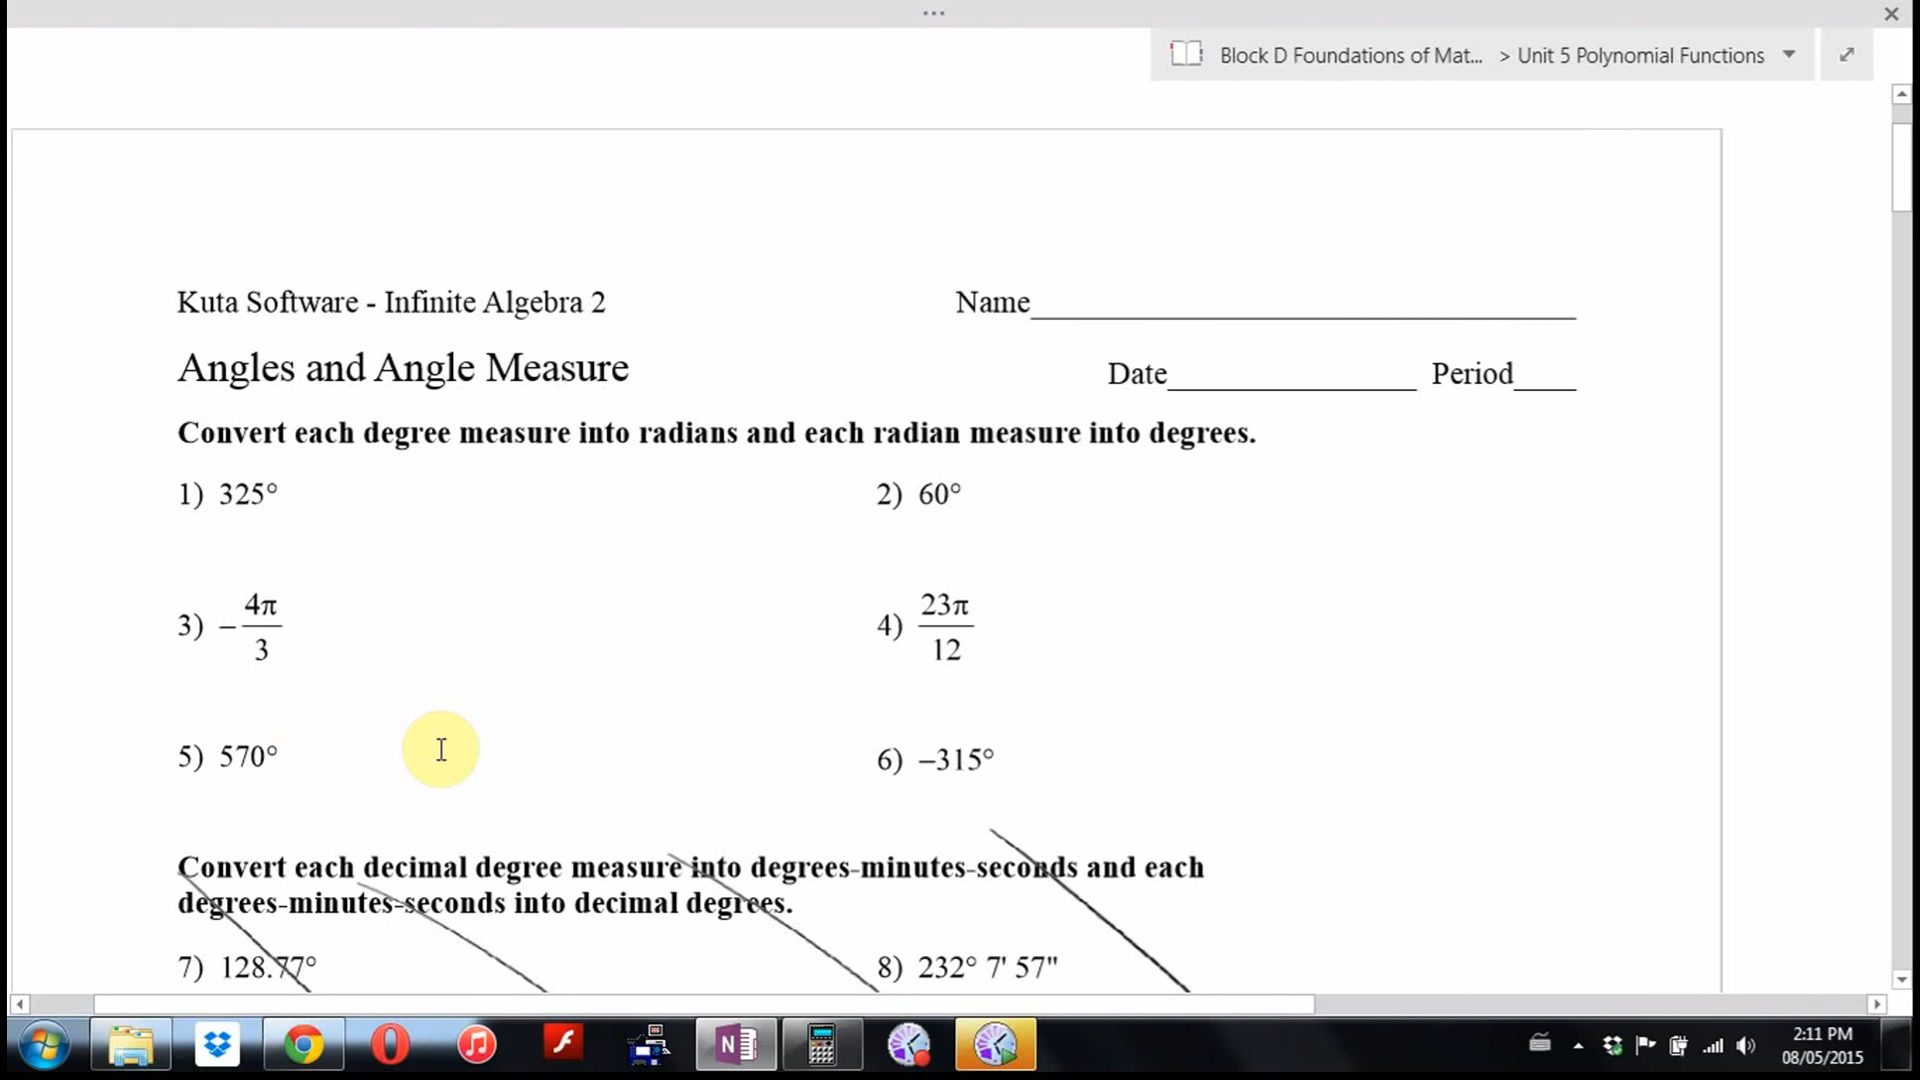 Block D Foundations of Mat... > Unit 5 Polynomial Functions
Kuta Software - Infinite Algebra 2
Name
Angles and Angle Measure
Date Period
Convert each degree measure into radians and each radian measure into degrees.
1) 325°
2) 60°
3) −4π/3
4) 23π/12
5) 570°
6) −315°
Convert each decimal degree measure into degrees-minutes-seconds and each
degrees-minutes-seconds into decimal degrees.
7) 128.77°
8) 232° 7' 57"
2:11 PM
08/05/2015